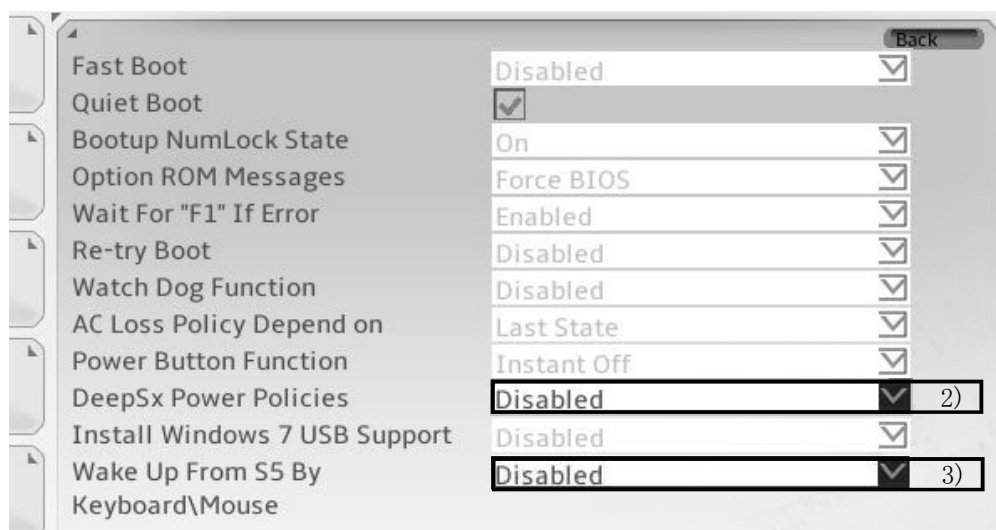 Back
Fast Boot Disabled
Quiet Boot
Bootup NumLock State On
Option ROM Messages Force BIOS
Wait For "F1" If Error Enabled
Re-try Boot Disabled
Watch Dog Function Disabled
AC Loss Policy Depend on Last State
Power Button Function Instant Off
DeepSx Power Policies Disabled 2)
Install Windows 7 USB Support Disabled
Wake Up From S5 By Disabled 3)
Keyboard\Mouse